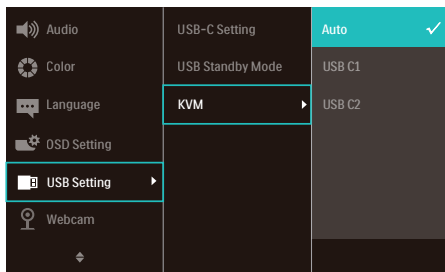 Audio
Color
Language
OSD Setting
USB Setting
Webcam
USB-C Setting
USB Standby Mode
KVM
Auto
USB C1
USB C2